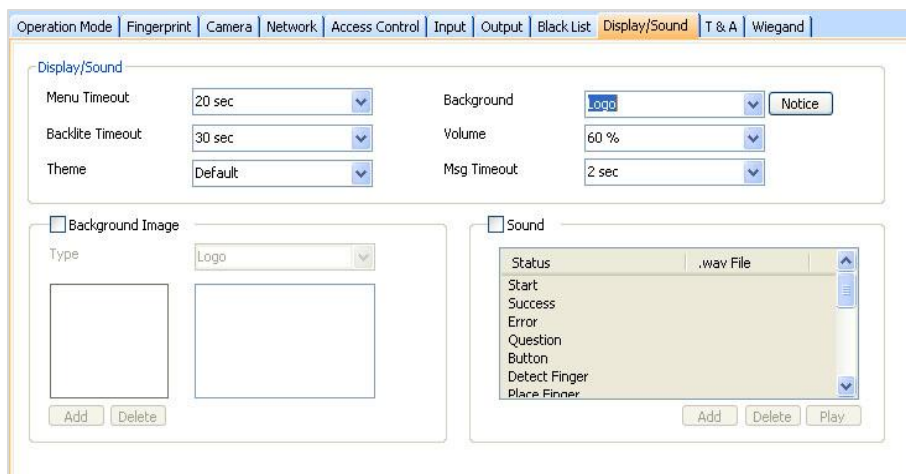 Operation Mode Fingerprint Camera Network Access Control Input Output Black List Display/Sound T & A Wiegand
Display/Sound
Menu Timeout 20 sec Background Logo Notice
Backlite Timeout 30 sec Volume 60 %
Theme Default Msg Timeout 2 sec
Background Image
Type Logo
Add Delete
Sound
Status .wav File
Start
Success
Error
Question
Button
Detect Finger
Place Finger
Add Delete Play